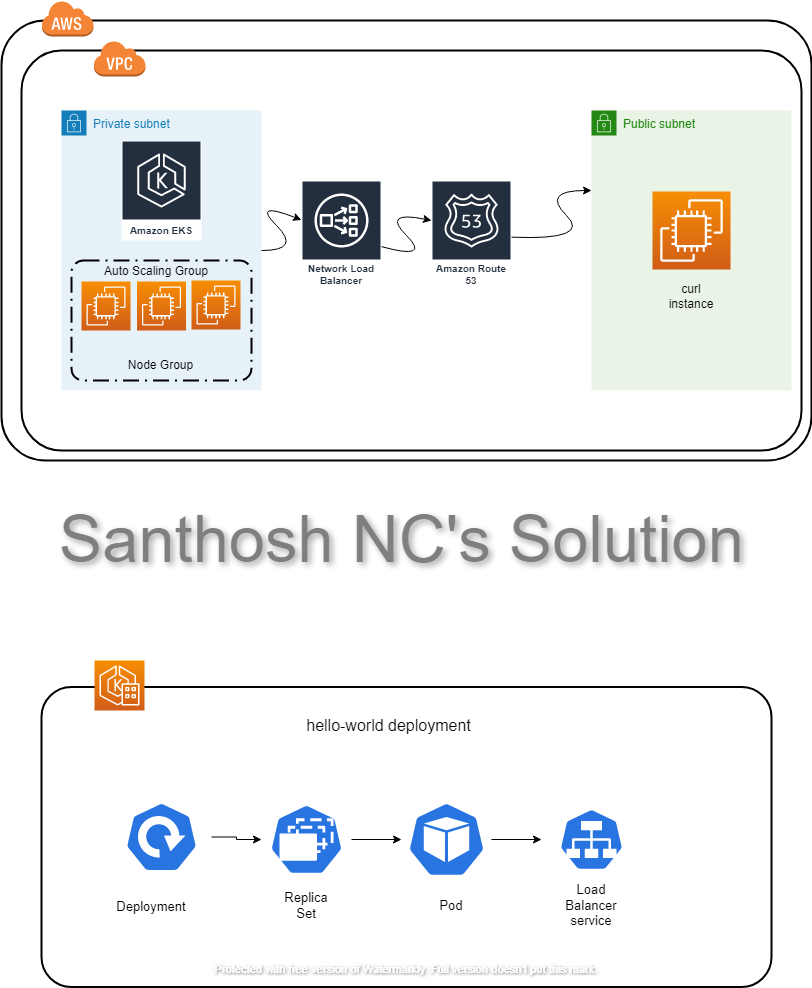 AWS
VPC
Private subnet
Public subnet
K
Amazon EKS
53
Network Load
Balancer
Amazon Route
53
Auto Scaling Group
curl
instance
Node Group
Santhosh NC's Solution
K
hello-world deployment
Deployment
Replica
Set
Pod
Load
Balancer
service
Protected with free version of Watermarkly. Full version doesn't put this mark.